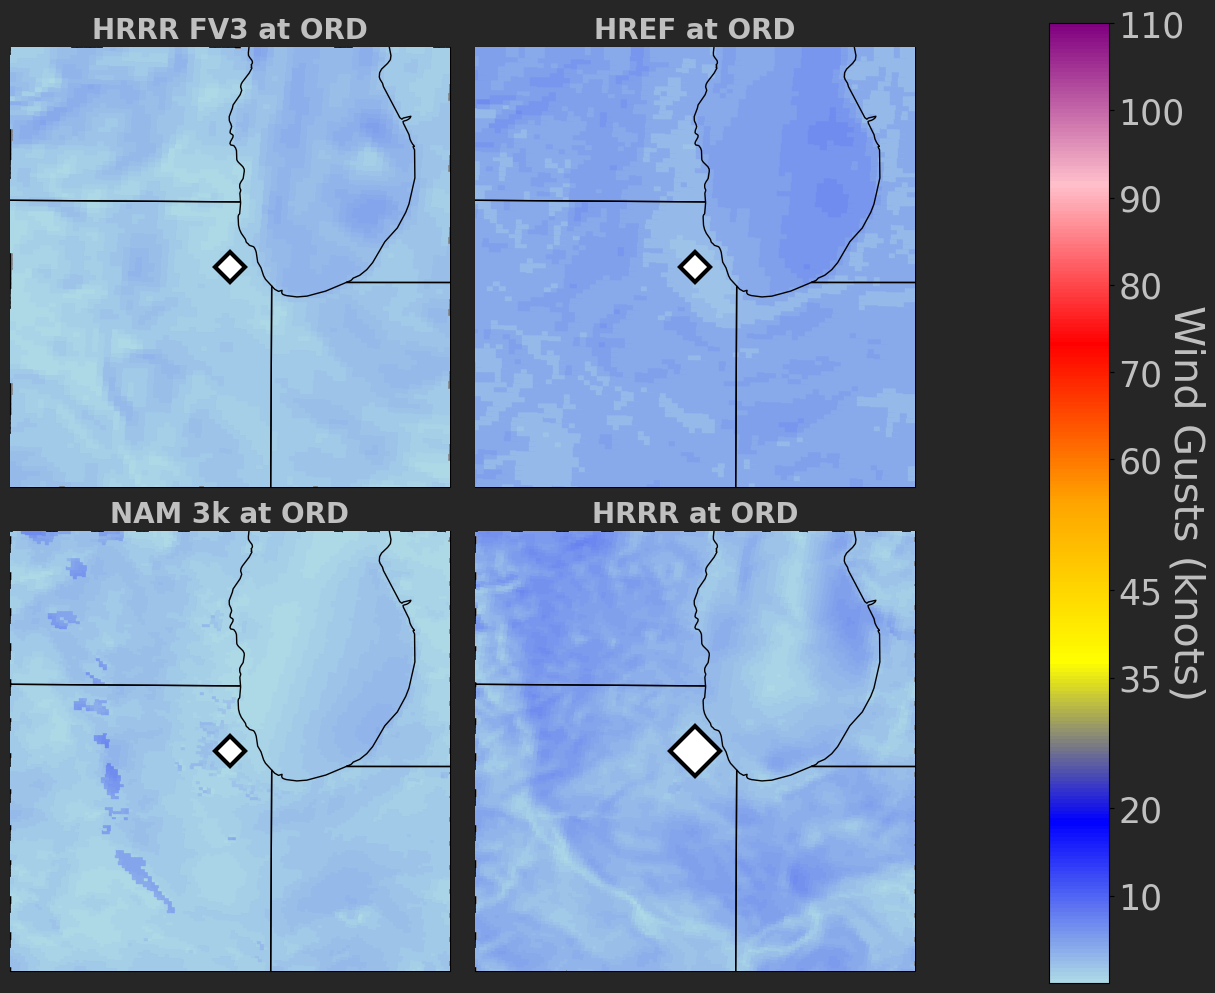 HRRR FV3 at ORD
HREF at ORD
NAM 3k at ORD
HRRR at ORD
110
100
90
80
70
60
45
35
20
10
Wind Gusts (knots)